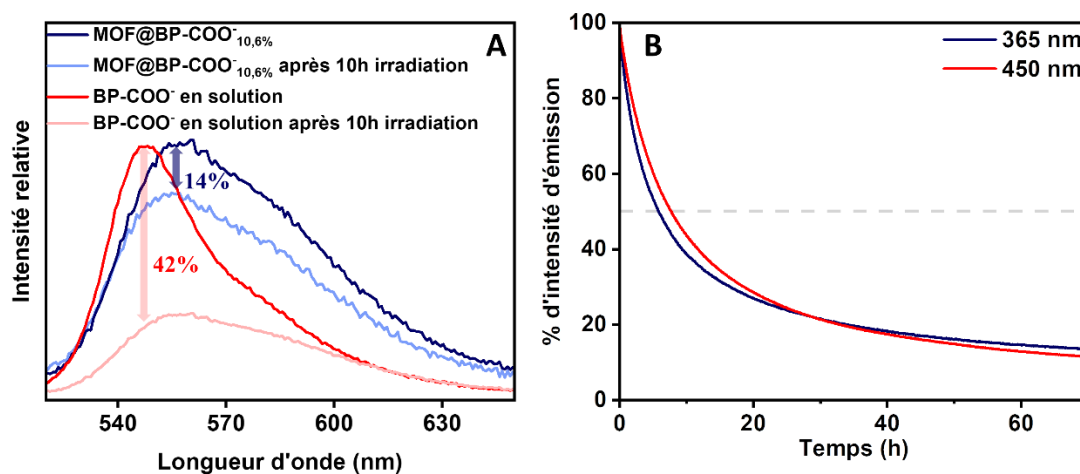 A
MOF@BP-COO⁻10,6%
MOF@BP-COO⁻10,6% après 10h irradiation
BP-COO⁻ en solution
BP-COO⁻ en solution après 10h irradiation
14%
42%
Intensité relative
540 570 600 630
Longueur d'onde (nm)
B
365 nm
450 nm
% d'intensité d'émission
100
80
60
40
20
0
0 20 40 60
Temps (h)